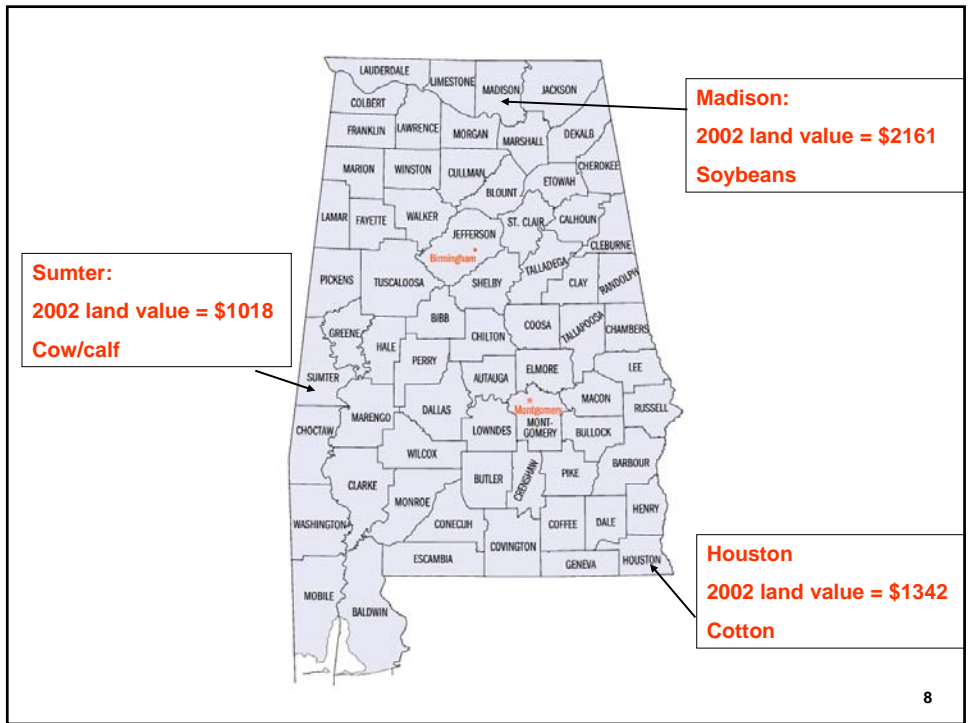 LAUDERDALE
LIMESTONE
MADISON
JACKSON
COLBERT
FRANKLIN
LAWRENCE
MORGAN
MARSHALL
DEKALB
Madison:
2002 land value = $2161
Soybeans
MARION
WINSTON
CULLMAN
BLOUNT
ETOWAH
CHEROKEE
LAMAR
FAYETTE
WALKER
JEFFERSON
Birmingham
ST. CLAIR
CALHOUN
CLEBURNE
Sumter:
2002 land value = $1018
Cow/calf
PICKENS
TUSCALOOSA
SHELBY
TALLADEGA
CLAY
RANDOLPH
GREENE
HALE
BIBB
PERRY
CHILTON
COOSA
TALLAPOOSA
CHAMBERS
SUMTER
MARENGO
DALLAS
AUTAUGA
ELMORE
LEE
MACON
RUSSELL
CHOCTAW
LOWNDES
Montgomery
MONT-
GOMERY
BULLOCK
WILCOX
CLARKE
MONROE
BUTLER
CRENSHAW
PIKE
BARBOUR
WASHINGTON
CONECUH
COVINGTON
COFFEE
DALE
HENRY
ESCAMBIA
GENEVA
HOUSTON
MOBILE
BALDWIN
Houston
2002 land value = $1342
Cotton
8